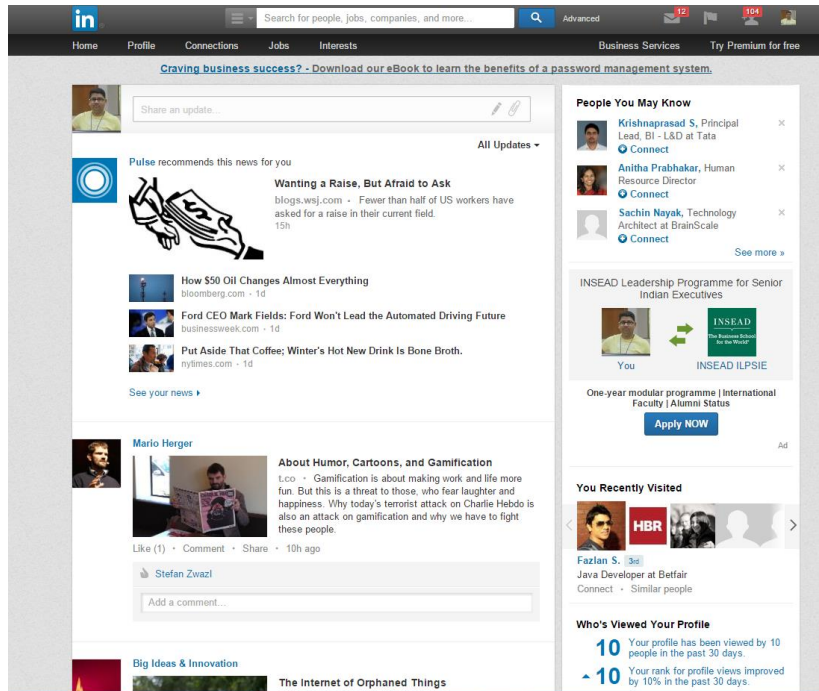 in
Search for people, jobs, companies, and more...
Advanced
12
104
Home Profile Connections Jobs Interests Business Services Try Premium for free
Craving business success? - Download our eBook to learn the benefits of a password management system.
Share an update...
All Updates
Pulse recommends this news for you
Wanting a Raise, But Afraid to Ask
blogs.wsj.com · Fewer than half of US workers have
asked for a raise in their current field.
15h
How $50 Oil Changes Almost Everything
bloomberg.com · 1d
Ford CEO Mark Fields: Ford Won't Lead the Automated Driving Future
businessweek.com · 1d
Put Aside That Coffee; Winter's Hot New Drink Is Bone Broth.
nytimes.com · 1d
See your news
Mario Herger
About Humor, Cartoons, and Gamification
t.co · Gamification is about making work and life more
fun. But this is a threat to those, who fear laughter and
happiness. Why today's terrorist attack on Charlie Hebdo is
also an attack on gamification and why we have to fight
these people.
Like (1) · Comment · Share · 10h ago
Stefan Zwazl
Add a comment...
Big Ideas & Innovation
The Internet of Orphaned Things
People You May Know
Krishnaprasad S, Principal
Lead, BI - L&D at Tata
Connect
Anitha Prabhakar, Human
Resource Director
Connect
Sachin Nayak, Technology
Architect at BrainScale
Connect
See more »
INSEAD Leadership Programme for Senior
Indian Executives
INSEAD
The Business School
for the World®
You
INSEAD ILPSIE
One-year modular programme | International
Faculty | Alumni Status
Apply NOW
Ad
You Recently Visited
HBR
Fazlan S. 3rd
Java Developer at Betfair
Connect · Similar people
Who's Viewed Your Profile
10 Your profile has been viewed by 10
people in the past 30 days.
10 Your rank for profile views improved
by 10% in the past 30 days.